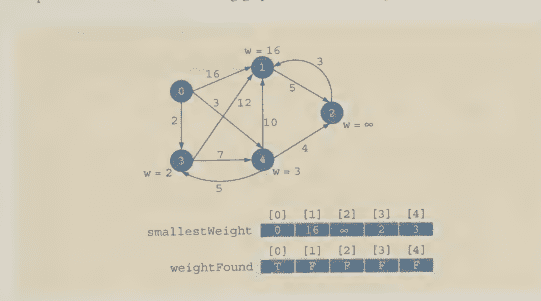 w = 16
1
3
16
5
0
3
12
2
w = ∞
2
10
4
3
7
4
w = 2
w = 3
5
[0] [1] [2] [3] [4]
smallestWeight 0 16 ∞ 2 3
[0] [1] [2] [3] [4]
weightFound T F F F F